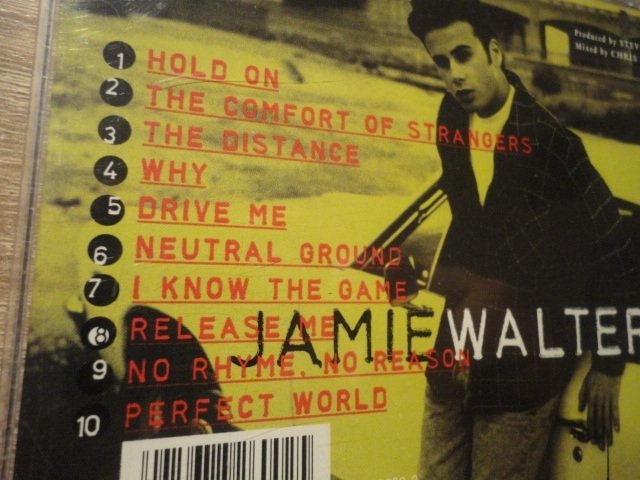 1 HOLD ON
2 THE COMFORT OF STRANGERS
3 THE DISTANCE
4 WHY
5 DRIVE ME
6 NEUTRAL GROUND
7 I KNOW THE GAME
8 RELEASE ME
9 NO RHYME, NO REASON
10 PERFECT WORLD
JAMIE WALTER
Produced by STEV
Mixed by CHRIS